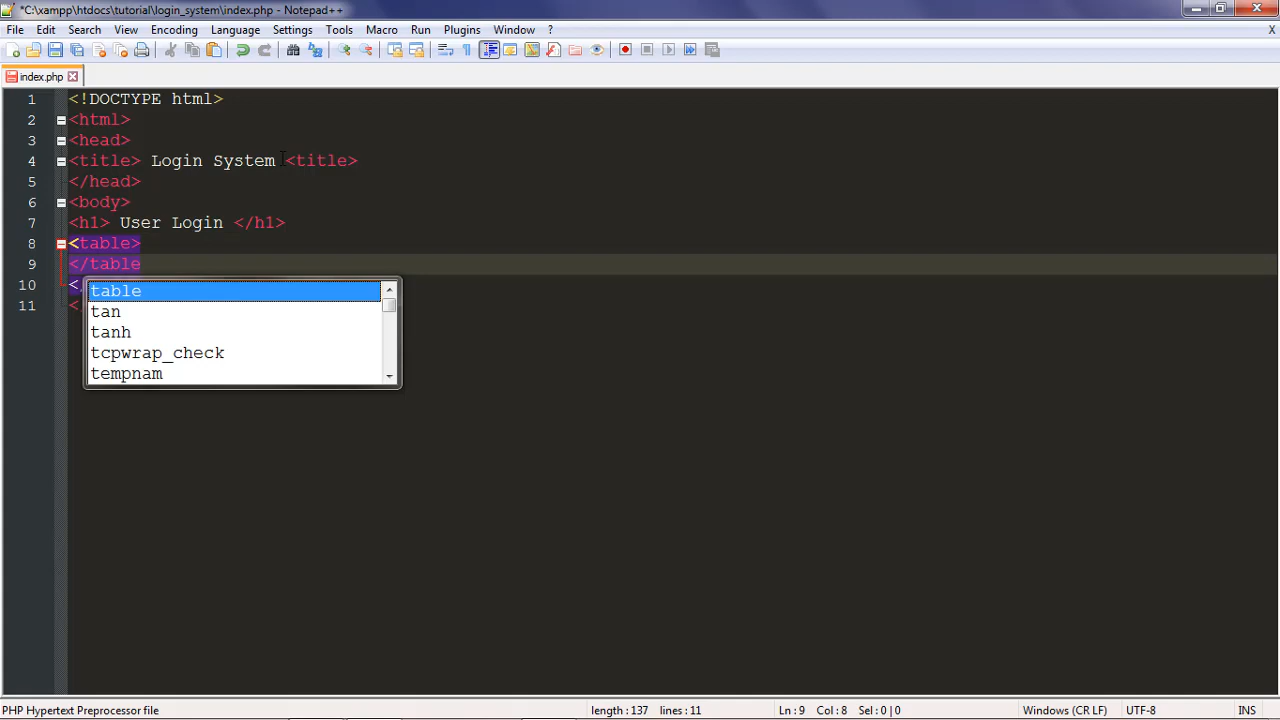 *C:\xampp\htdocs\tutorial\login_system\index.php - Notepad++
File Edit Search View Encoding Language Settings Tools Macro Run Plugins Window ? X
index.php
1 <!DOCTYPE html>
2 <html>
3 <head>
4 <title> Login System <title>
5 </head>
6 <body>
7 <h1> User Login </h1>
8 <table>
9 </table
10 <
11 <
table
tan
tanh
tcpwrap_check
tempnam
PHP Hypertext Preprocessor file length : 137 lines : 11 Ln : 9 Col : 8 Sel : 0 | 0 Windows (CR LF) UTF-8 INS